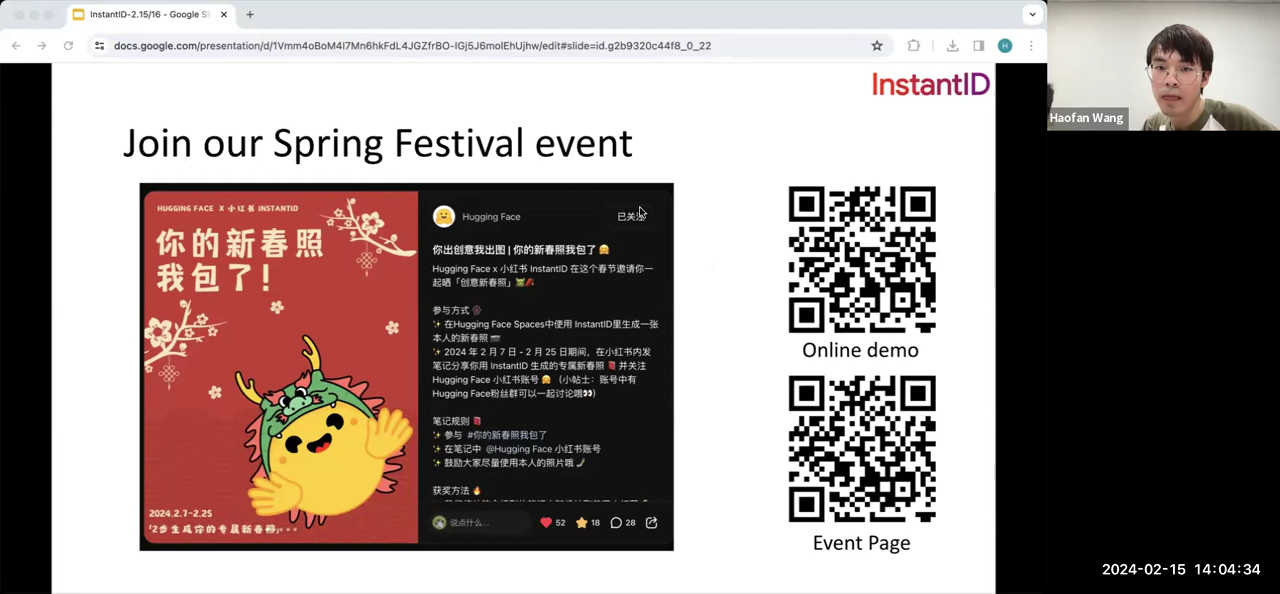 InstantID-2.15/16 - Google Sl
docs.google.com/presentation/d/1Vmm4oBoM4l7Mn6hkFdL4JGZfrBO-IGj5J6moIEhUjhw/edit#slide=id.g2b9320c44f8_0_22
H
InstantID
Haofan Wang
Join our Spring Festival event
HUGGING FACE X 小红书 INSTANTID
你的新春照
我包了！
2024.2.7-2.25
2步生成你的专属新春照
Hugging Face
已关注
你出创意我出图 | 你的新春照我包了 🤗
Hugging Face x 小红书 InstantID 在这个春节邀请你一
起晒「创意新春照」🐲🧨
参与方式
✨ 在Hugging Face Spaces中使用 InstantID里生成一张
本人的新春照
✨ 2024 年 2 月 7 日 - 2 月 25 日期间，在小红书内发
笔记分享你用 InstantID 生成的专属新春照 🧧 并关注
Hugging Face 小红书账号 🤗 （小帖士：账号中有
Hugging Face粉丝群可以一起讨论哦👀）
笔记规则 🧧
✨ 参与 #你的新春照我包了
✨ 在笔记中 @Hugging Face 小红书账号
✨ 鼓励大家尽量使用本人的照片哦 🤳
获奖方法 🔥
说点什么...
52
18
28
Online demo
Event Page
2024-02-15 14:04:34